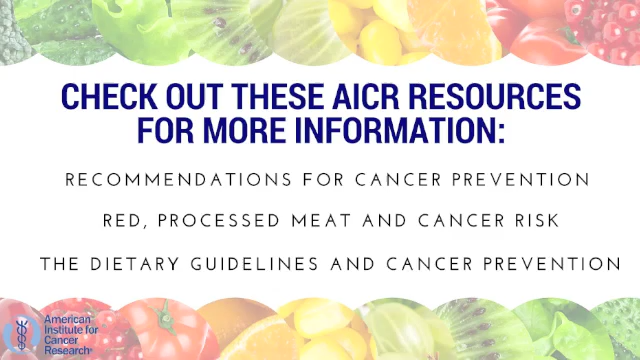 CHECK OUT THESE AICR RESOURCES
FOR MORE INFORMATION:
RECOMMENDATIONS FOR CANCER PREVENTION
RED, PROCESSED MEAT AND CANCER RISK
THE DIETARY GUIDELINES AND CANCER PREVENTION
American
Institute for
Cancer
Research®